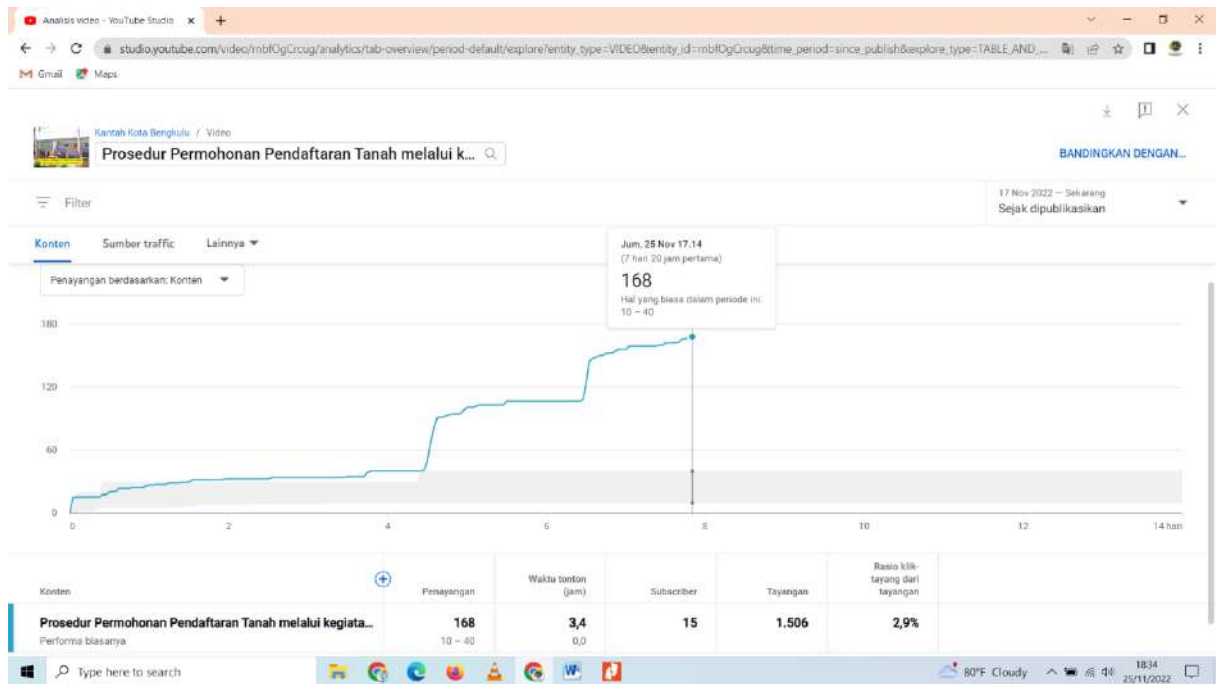 Analisis video - YouTube Studio
studio.youtube.com/video/mbfOgCrcug/analytics/tab-overview/period-default/explore?entity_type=VIDEO&entity_id=mbfOgCrcug&time_period=since_publish&explore_type=TABLE_AND_...
Gmail Maps
Kantah Kota Bengkulu / Video
Prosedur Permohonan Pendaftaran Tanah melalui k...
BANDINGKAN DENGAN...
Filter
17 Nov 2022 – Sekarang
Sejak dipublikasikan
Konten Sumber traffic Lainnya
Jum, 25 Nov 17.14
(7 hari 20 jam pertama)
168
Hal yang biasa dalam periode ini:
10 – 40
Penayangan berdasarkan: Konten
180
120
60
0
0 2 4 6 8 10 12 14 hari
Konten Penayangan Waktu tonton (jam) Subscriber Tayangan Rasio klik-tayang dari tayangan
Prosedur Permohonan Pendaftaran Tanah melalui kegiata... 168 3,4 15 1.506 2,9%
Performa biasanya 10 – 40 0,0
Type here to search
80°F Cloudy
18:34
25/11/2022